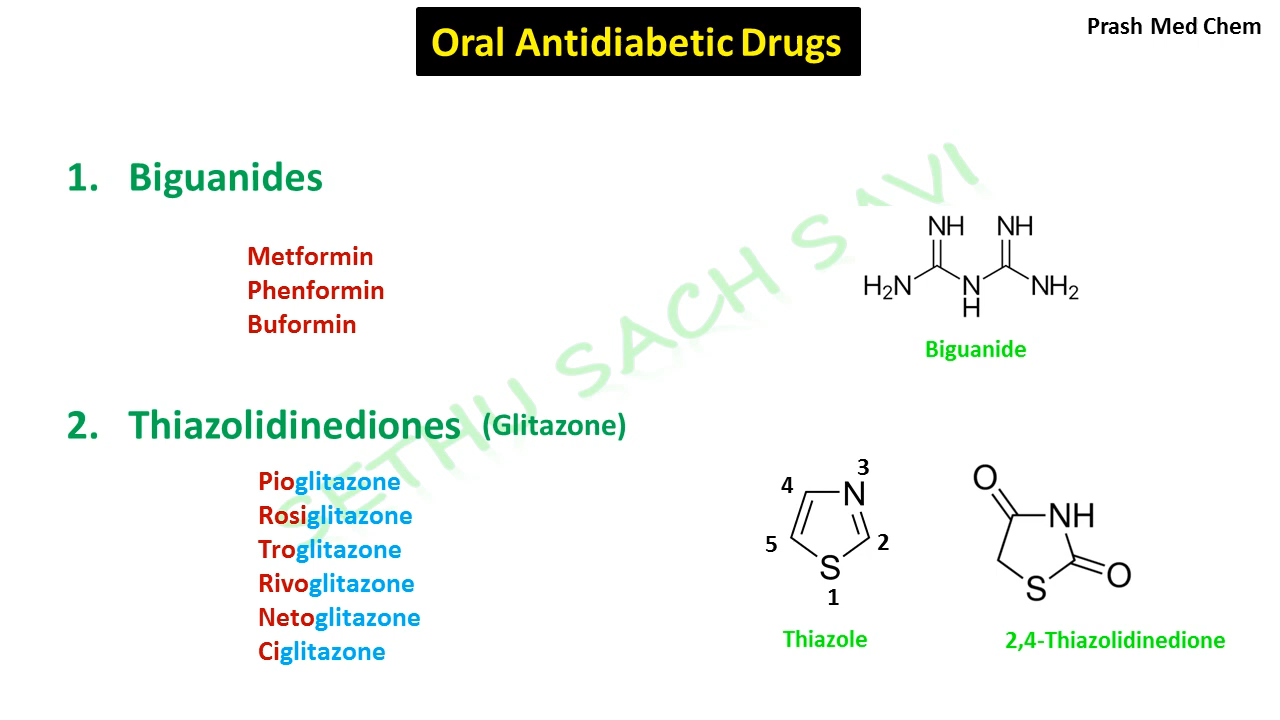 Oral Antidiabetic Drugs
Prash Med Chem
1. Biguanides
Metformin
Phenformin
Buformin
NH NH
H₂N N NH₂
H
Biguanide
SETHU SACH S VI
2. Thiazolidinediones (Glitazone)
Pioglitazone
Rosiglitazone
Troglitazone
Rivoglitazone
Netoglitazone
Ciglitazone
3
4 N
5 2
S
1
Thiazole
O
NH
S O
2,4-Thiazolidinedione